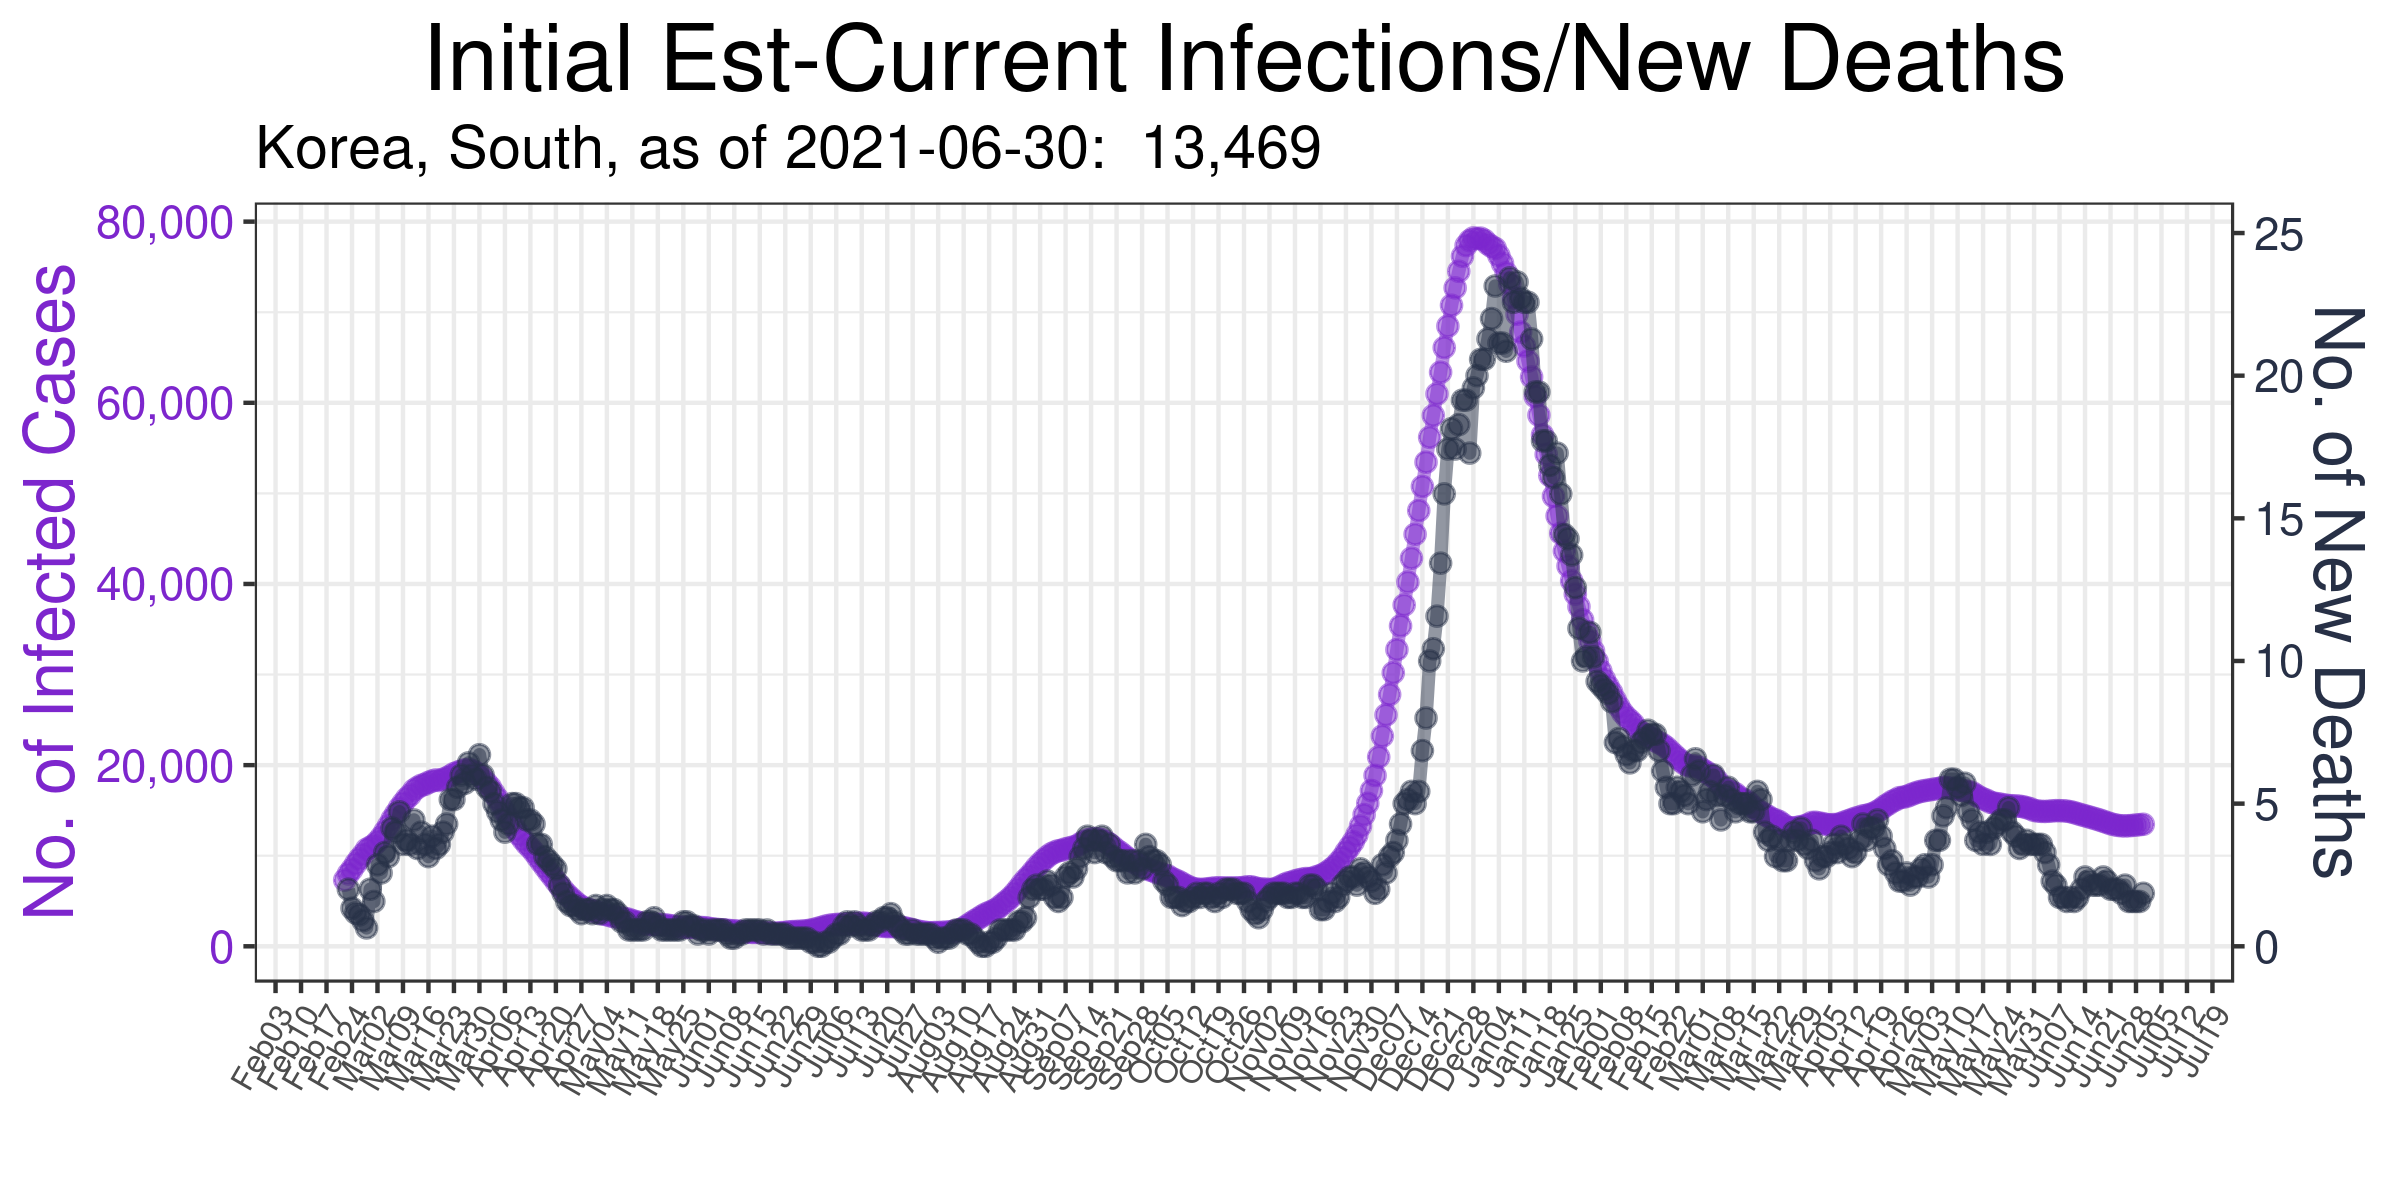 Initial Est-Current Infections/New Deaths
Korea, South, as of 2021-06-30:  13,469
No. of Infected Cases
80,000
60,000
40,000
20,000
0
25
20
15
10
5
0
No. of New Deaths
Feb03
Feb10
Feb17
Feb24
Mar02
Mar09
Mar16
Mar23
Mar30
Apr06
Apr13
Apr20
Apr27
May04
May11
May18
May25
Jun01
Jun08
Jun15
Jun22
Jun29
Jul06
Jul13
Jul20
Jul27
Aug03
Aug10
Aug17
Aug24
Aug31
Sep07
Sep14
Sep21
Sep28
Oct05
Oct12
Oct19
Oct26
Nov02
Nov09
Nov16
Nov23
Nov30
Dec07
Dec14
Dec21
Dec28
Jan04
Jan11
Jan18
Jan25
Feb01
Feb08
Feb15
Feb22
Mar01
Mar08
Mar15
Mar22
Mar29
Apr05
Apr12
Apr19
Apr26
May03
May10
May17
May24
May31
Jun07
Jun14
Jun21
Jun28
Jul05
Jul12
Jul19